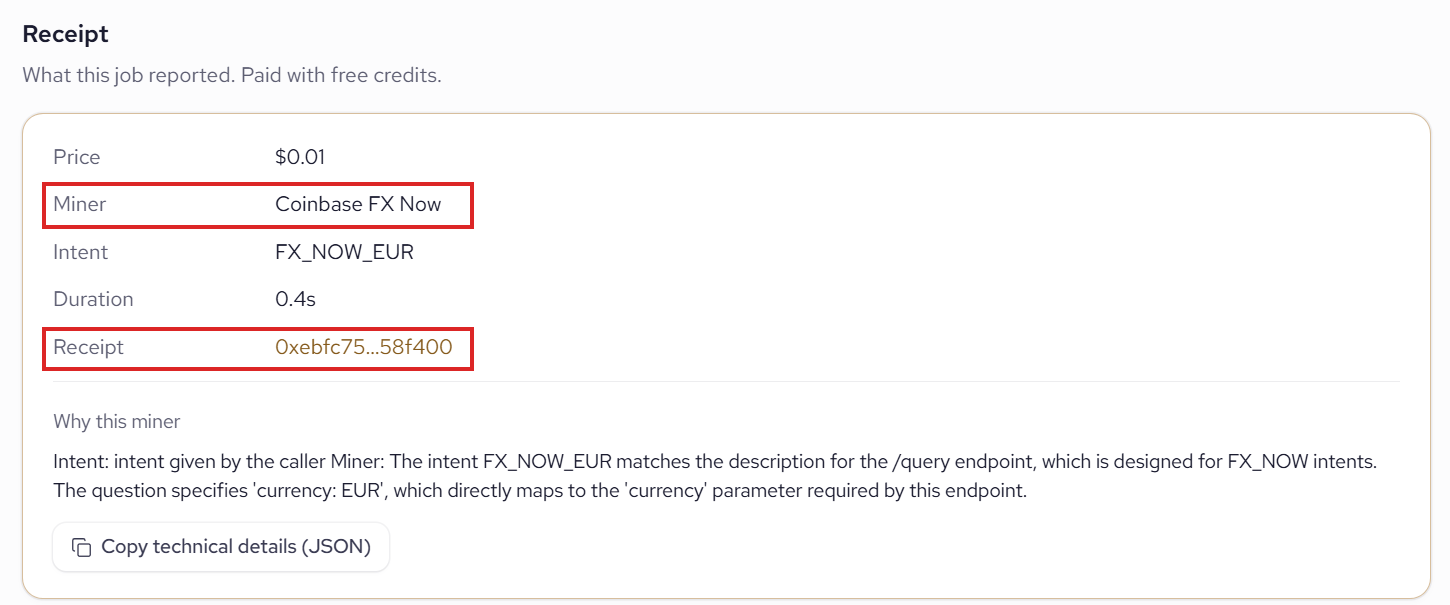 Receipt
What this job reported. Paid with free credits.
Price $0.01
Miner Coinbase FX Now
Intent FX_NOW_EUR
Duration 0.4s
Receipt 0xebfc75...58f400
Why this miner
Intent: intent given by the caller Miner: The intent FX_NOW_EUR matches the description for the /query endpoint, which is designed for FX_NOW intents.
The question specifies 'currency: EUR', which directly maps to the 'currency' parameter required by this endpoint.
Copy technical details (JSON)